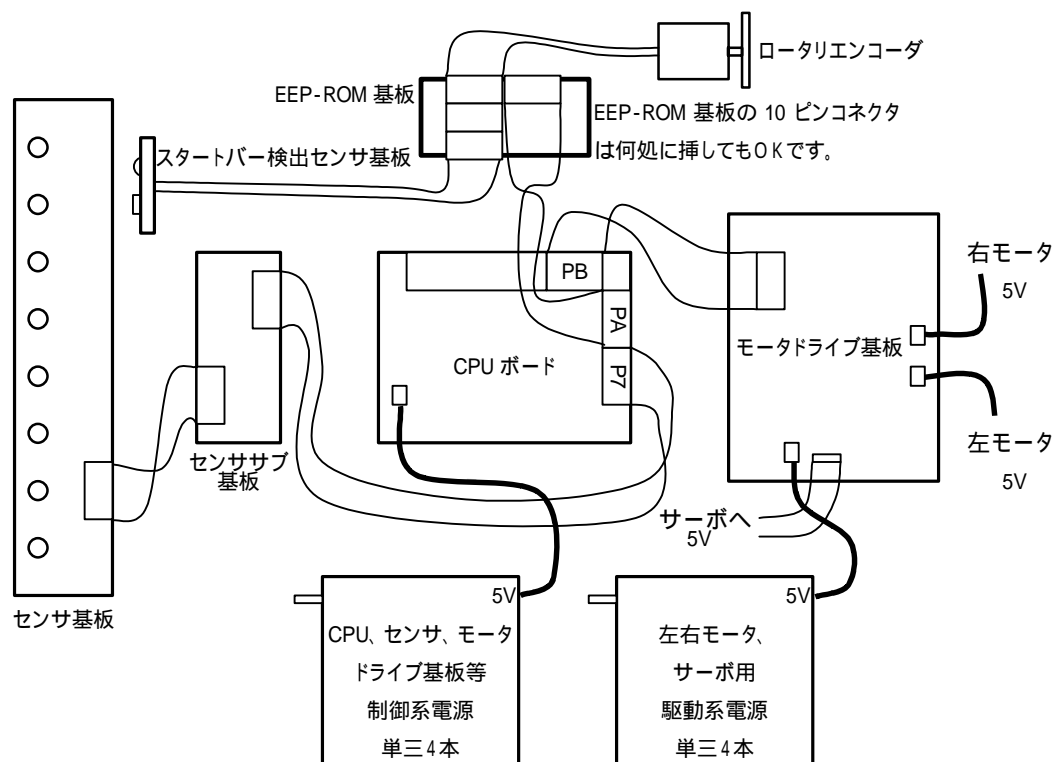 ロータリエンコーダ
EEP-ROM 基板
EEP-ROM 基板の 10 ピンコネクタ
は何処に挿してもOKです。
スタートバー検出センサ基板
PB
PA
P7
CPU ボード
右モータ
5V
モータドライブ基板
左モータ
5V
センササブ
基板
サーボへ
5V
センサ基板
5V
CPU、センサ、モータ
ドライブ基板等
制御系電源
単三4本
5V
左右モータ、
サーボ用
駆動系電源
単三4本